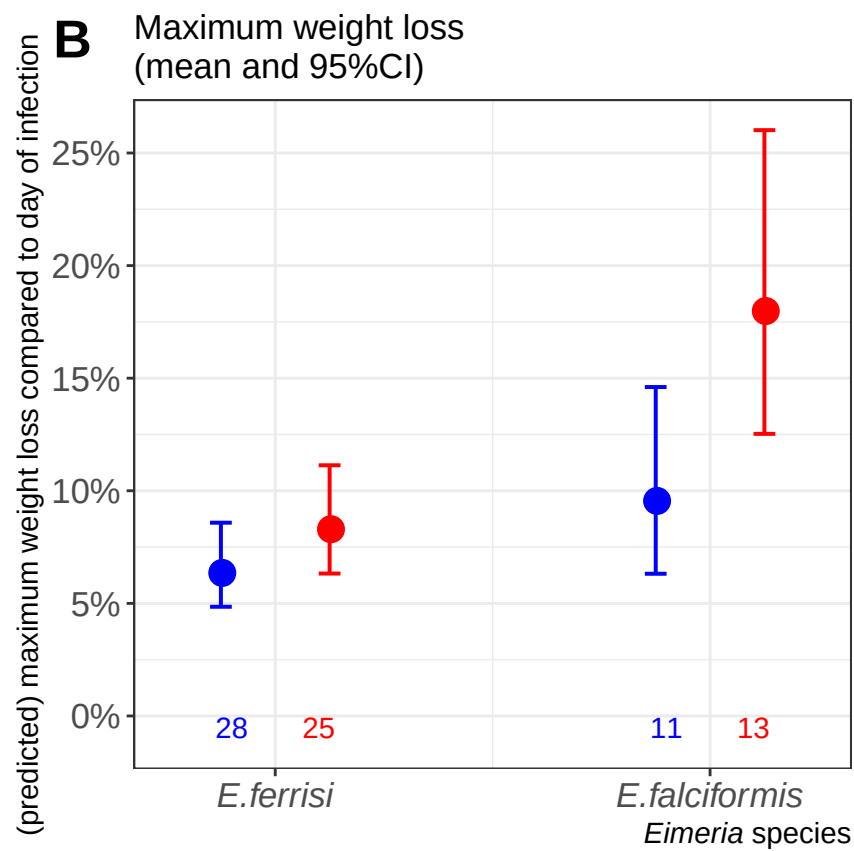 B
Maximum weight loss
(mean and 95%CI)
(predicted) maximum weight loss compared to day of infection
25%
20%
15%
10%
5%
0%
28 25 11 13
E.ferrisi E.falciformis
Eimeria species